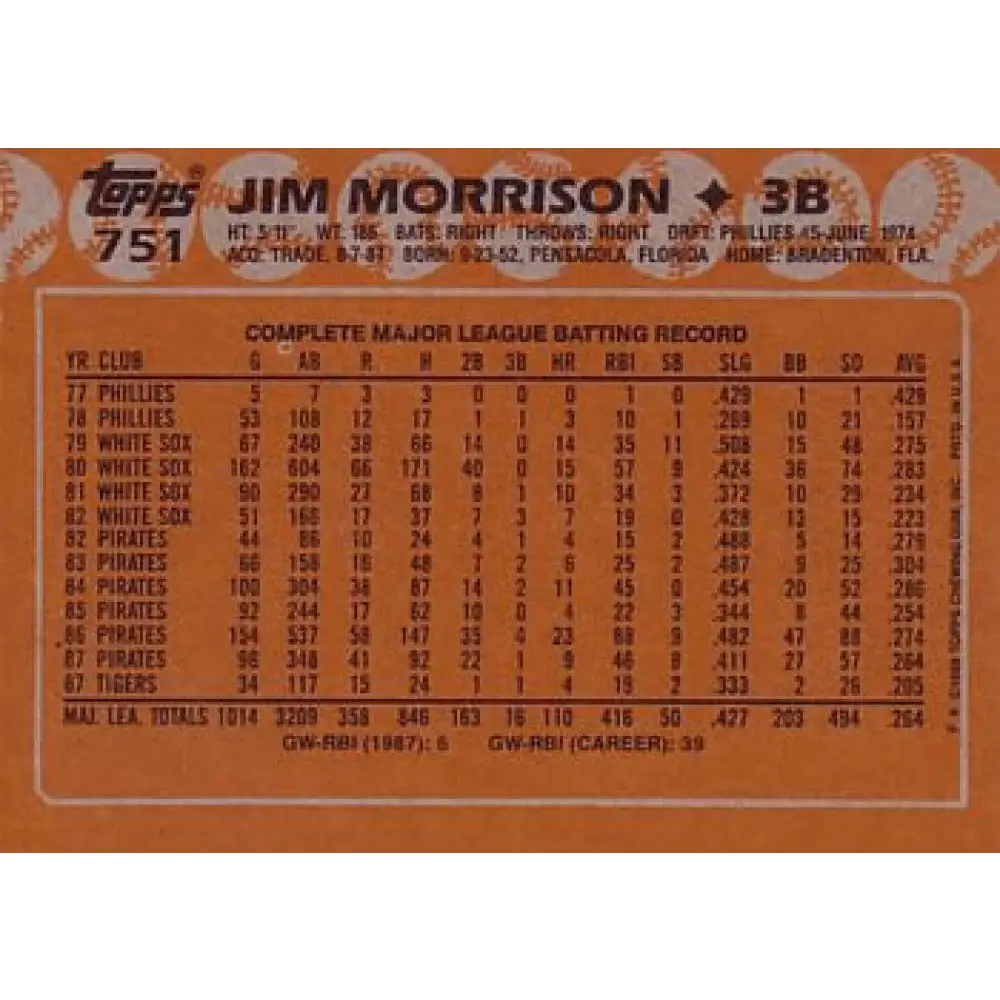 topps® JIM MORRISON ✦ 3B
751 HT: 5'11" WT: 185 BATS: RIGHT THROWS: RIGHT DRFT: PHILLIES #5-JUNE, 1974
ACQ: TRADE, 8-7-87 BORN: 9-23-52, PENSACOLA, FLORIDA HOME: BRADENTON, FLA.
COMPLETE MAJOR LEAGUE BATTING RECORD
YR CLUB G AB R H 2B 3B HR RBI SB SLG BB SO AVG
77 PHILLIES 5 7 3 3 0 0 0 1 0 .429 1 1 .429
78 PHILLIES 53 108 12 17 1 1 3 10 1 .269 10 21 .157
79 WHITE SOX 67 240 38 66 14 0 14 35 11 .508 15 48 .275
80 WHITE SOX 162 604 66 171 40 0 15 57 9 .424 36 74 .283
81 WHITE SOX 90 290 27 68 8 1 10 34 3 .372 10 29 .234
82 WHITE SOX 51 166 17 37 7 3 7 19 0 .428 13 15 .223
82 PIRATES 44 86 10 24 4 1 4 15 2 .488 5 14 .279
83 PIRATES 66 158 16 48 7 2 6 25 2 .487 9 25 .304
84 PIRATES 100 304 38 87 14 2 11 45 0 .454 20 52 .286
85 PIRATES 92 244 17 62 10 0 4 22 3 .344 8 44 .254
86 PIRATES 154 537 58 147 35 4 23 88 9 .482 47 88 .274
87 PIRATES 96 348 41 92 22 1 9 46 8 .411 27 57 .264
87 TIGERS 34 117 15 24 1 1 4 19 2 .333 2 26 .205
MAJ. LEA. TOTALS 1014 3209 358 846 163 16 110 416 50 .427 203 494 .264
GW-RBI (1987): 6 GW-RBI (CAREER): 39
TOPPS CHEWING GUM, INC. PRTD. IN U.S.A.